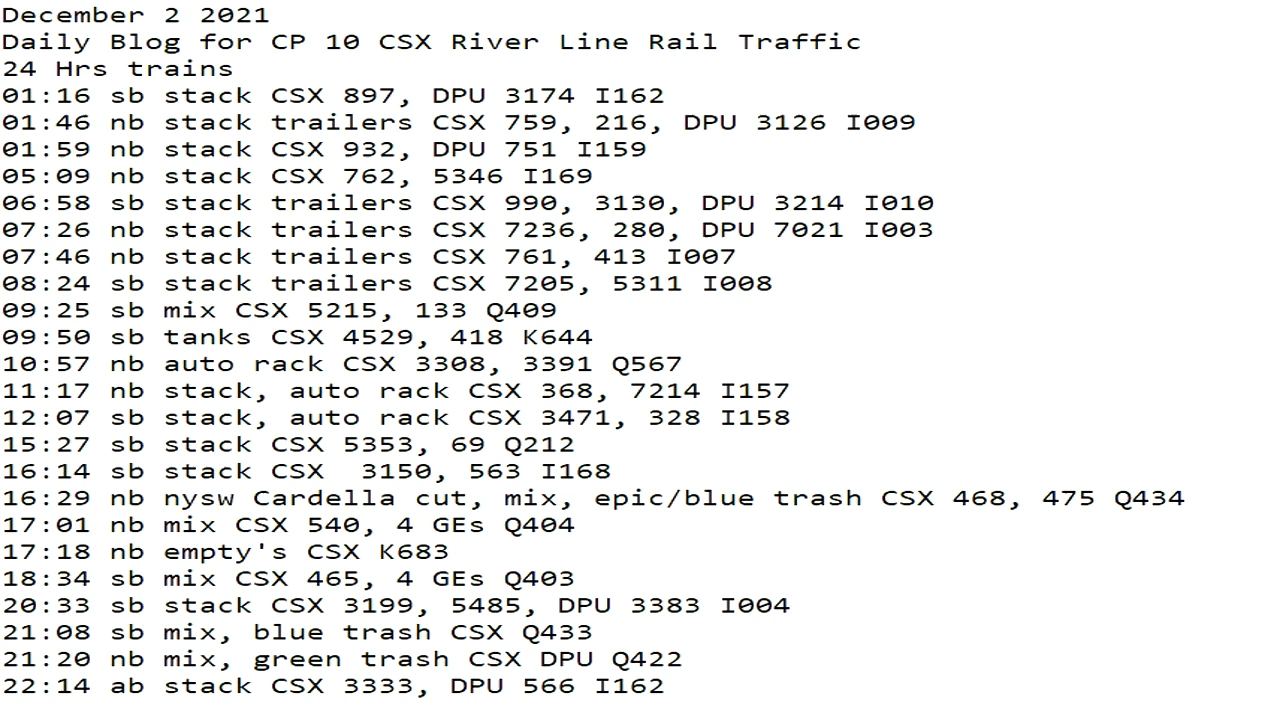 December 2 2021
Daily Blog for CP 10 CSX River Line Rail Traffic
24 Hrs trains
01:16 sb stack CSX 897, DPU 3174 I162
01:46 nb stack trailers CSX 759, 216, DPU 3126 I009
01:59 nb stack CSX 932, DPU 751 I159
05:09 nb stack CSX 762, 5346 I169
06:58 sb stack trailers CSX 990, 3130, DPU 3214 I010
07:26 nb stack trailers CSX 7236, 280, DPU 7021 I003
07:46 nb stack trailers CSX 761, 413 I007
08:24 sb stack trailers CSX 7205, 5311 I008
09:25 sb mix CSX 5215, 133 Q409
09:50 sb tanks CSX 4529, 418 K644
10:57 nb auto rack CSX 3308, 3391 Q567
11:17 nb stack, auto rack CSX 368, 7214 I157
12:07 sb stack, auto rack CSX 3471, 328 I158
15:27 sb stack CSX 5353, 69 Q212
16:14 sb stack CSX  3150, 563 I168
16:29 nb nysw Cardella cut, mix, epic/blue trash CSX 468, 475 Q434
17:01 nb mix CSX 540, 4 GEs Q404
17:18 nb empty's CSX K683
18:34 sb mix CSX 465, 4 GEs Q403
20:33 sb stack CSX 3199, 5485, DPU 3383 I004
21:08 sb mix, blue trash CSX Q433
21:20 nb mix, green trash CSX DPU Q422
22:14 ab stack CSX 3333, DPU 566 I162